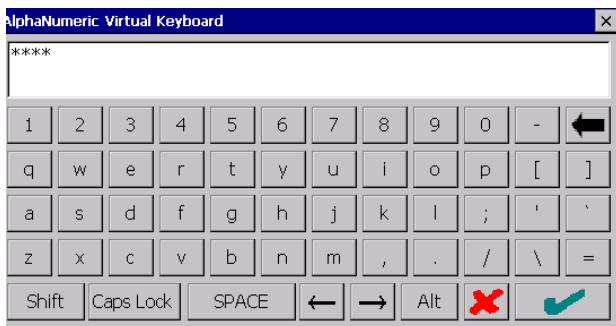 AlphaNumeric Virtual Keyboard
****
1 2 3 4 5 6 7 8 9 0 -
q w e r t y u i o p [ ]
a s d f g h j k l ; ' `
z x c v b n m , . / \ =
Shift Caps Lock SPACE ← → Alt